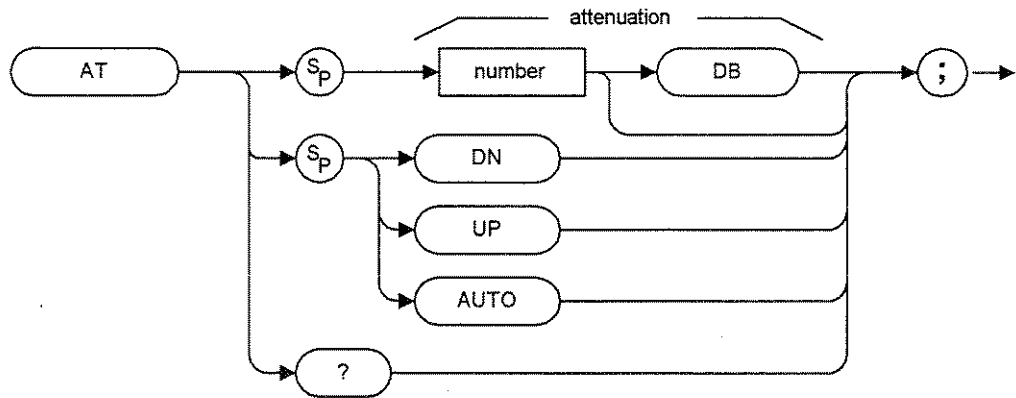 attenuation
AT SP number DB ;
SP DN
UP
AUTO
?